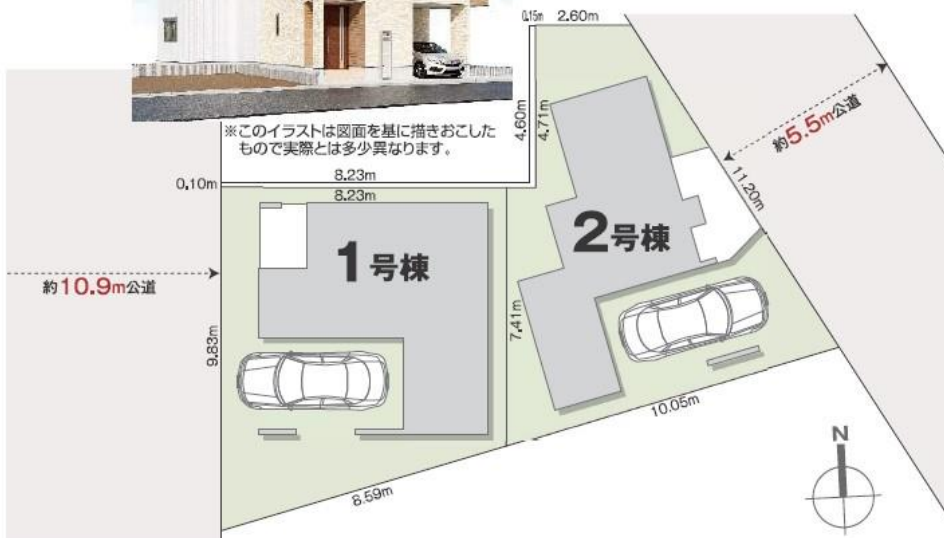 0.15m 2.60m
※このイラストは図面を基に描きおこした
もので実際とは多少異なります。
4.60m
4.71m
約5.5m公道
11.20m
0.10m
8.23m
8.23m
1号棟
2号棟
約10.9m公道
9.83m
7.41m
10.05m
8.59m
N